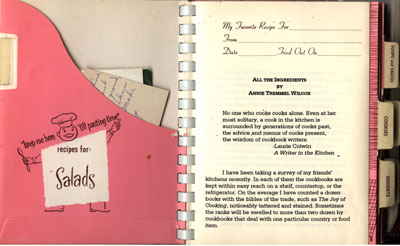 "keep me here 'till pasting time"
recipes for:
Salads
My Favorite Recipe For
From
Date Tried Out On
ALL THE INGREDIENTS
BY
ANNIE TREMMEL WILCOX
No one who cooks cooks alone. Even at her
most solitary, a cook in the kitchen is
surrounded by generations of cooks past,
the advice and menus of cooks present,
the wisdom of cookbook writers.
-Laurie Colwin
A Writer in the Kitchen
I have been taking a survey of my friends'
kitchens recently. In each of them the cookbooks are
kept within easy reach on a shelf, countertop, or the
refrigerator. On the average I have counted a dozen
books with the bibles of the trade, such as The Joy of
Cooking, noticeably tattered and stained. Sometimes
the ranks will be swelled to more than two dozen by
cookbooks that deal with one particular country or food
item.
COOKIES
DESSERTS